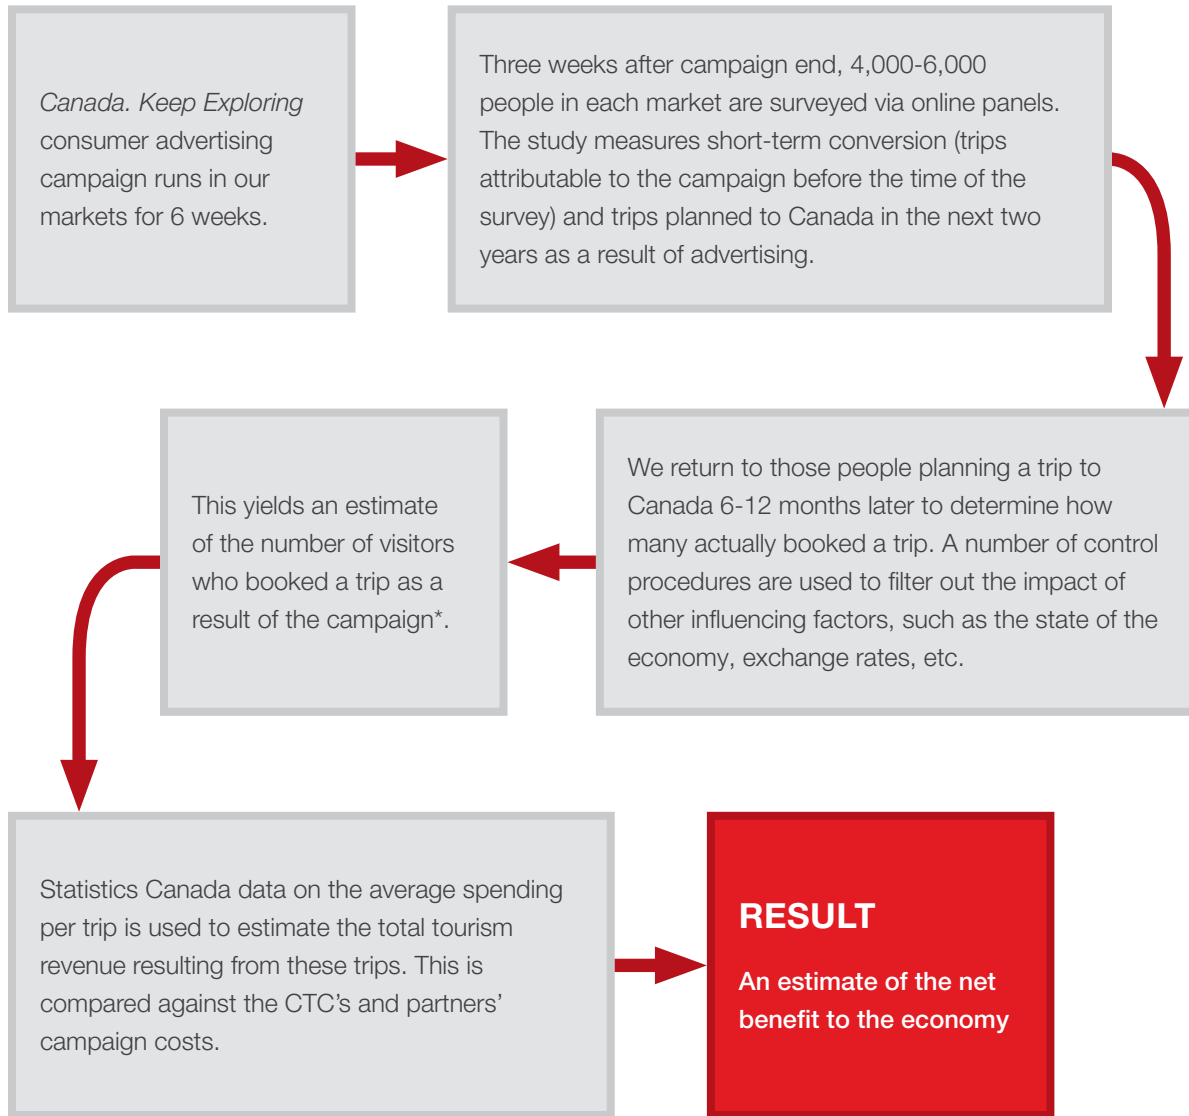 Canada. Keep Exploring
consumer advertising
campaign runs in our
markets for 6 weeks.
Three weeks after campaign end, 4,000-6,000
people in each market are surveyed via online panels.
The study measures short-term conversion (trips
attributable to the campaign before the time of the
survey) and trips planned to Canada in the next two
years as a result of advertising.
We return to those people planning a trip to
Canada 6-12 months later to determine how
many actually booked a trip. A number of control
procedures are used to filter out the impact of
other influencing factors, such as the state of the
economy, exchange rates, etc.
This yields an estimate
of the number of visitors
who booked a trip as a
result of the campaign*.
Statistics Canada data on the average spending
per trip is used to estimate the total tourism
revenue resulting from these trips. This is
compared against the CTC’s and partners’
campaign costs.
RESULT
An estimate of the net
benefit to the economy